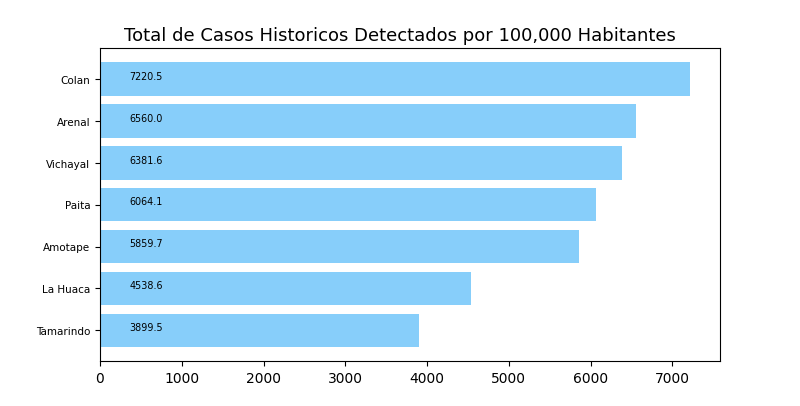 Total de Casos Historicos Detectados por 100,000 Habitantes
Colan 7220.5
Arenal 6560.0
Vichayal 6381.6
Paita 6064.1
Amotape 5859.7
La Huaca 4538.6
Tamarindo 3899.5
0 1000 2000 3000 4000 5000 6000 7000